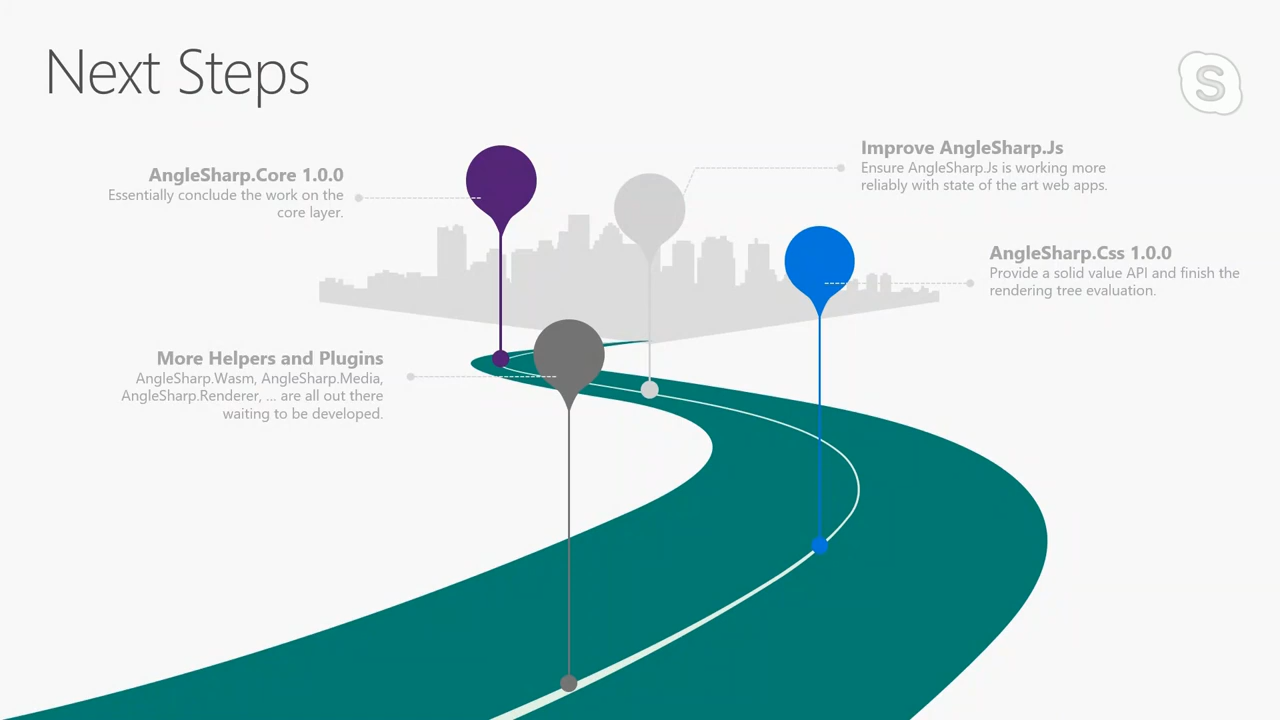 Next Steps
S
AngleSharp.Core 1.0.0
Essentially conclude the work on the
core layer.
Improve AngleSharp.Js
Ensure AngleSharp.Js is working more
reliably with state of the art web apps.
AngleSharp.Css 1.0.0
Provide a solid value API and finish the
rendering tree evaluation.
More Helpers and Plugins
AngleSharp.Wasm, AngleSharp.Media,
AngleSharp.Renderer, ... are all out there
waiting to be developed.